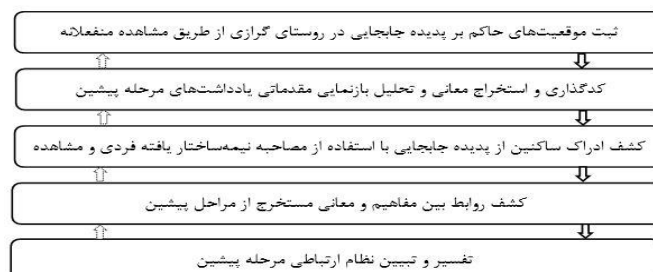 ثبت موقعیت‌های حاکم بر پدیده جابجایی در روستای گرازی از طریق مشاهده منفعلانه
کدگذاری و استخراج معانی و تحلیل بازنمایی مقدماتی یادداشت‌های مرحله پیشین
کشف ادراک ساکنین از پدیده جابجایی با استفاده از مصاحبه نیمه‌ساختار یافته فردی و مشاهده
کشف روابط بین مفاهیم و معانی مستخرج از مراحل پیشین
تفسیر و تبیین نظام ارتباطی مرحله پیشین